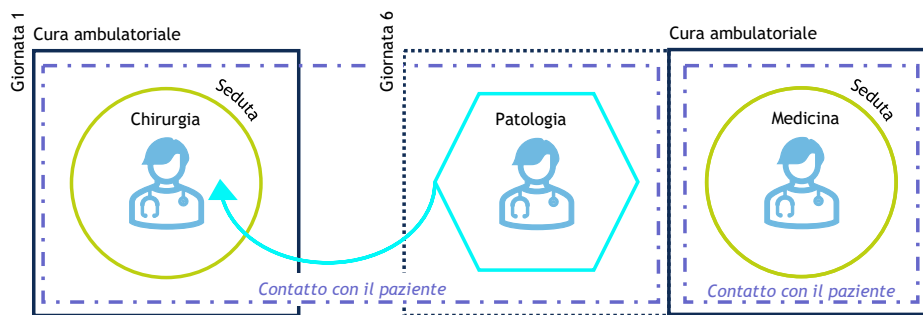 Giornata 1
Cura ambulatoriale
Seduta
Chirurgia
Giornata 6
Patologia
Contatto con il paziente
Cura ambulatoriale
Seduta
Medicina
Contatto con il paziente